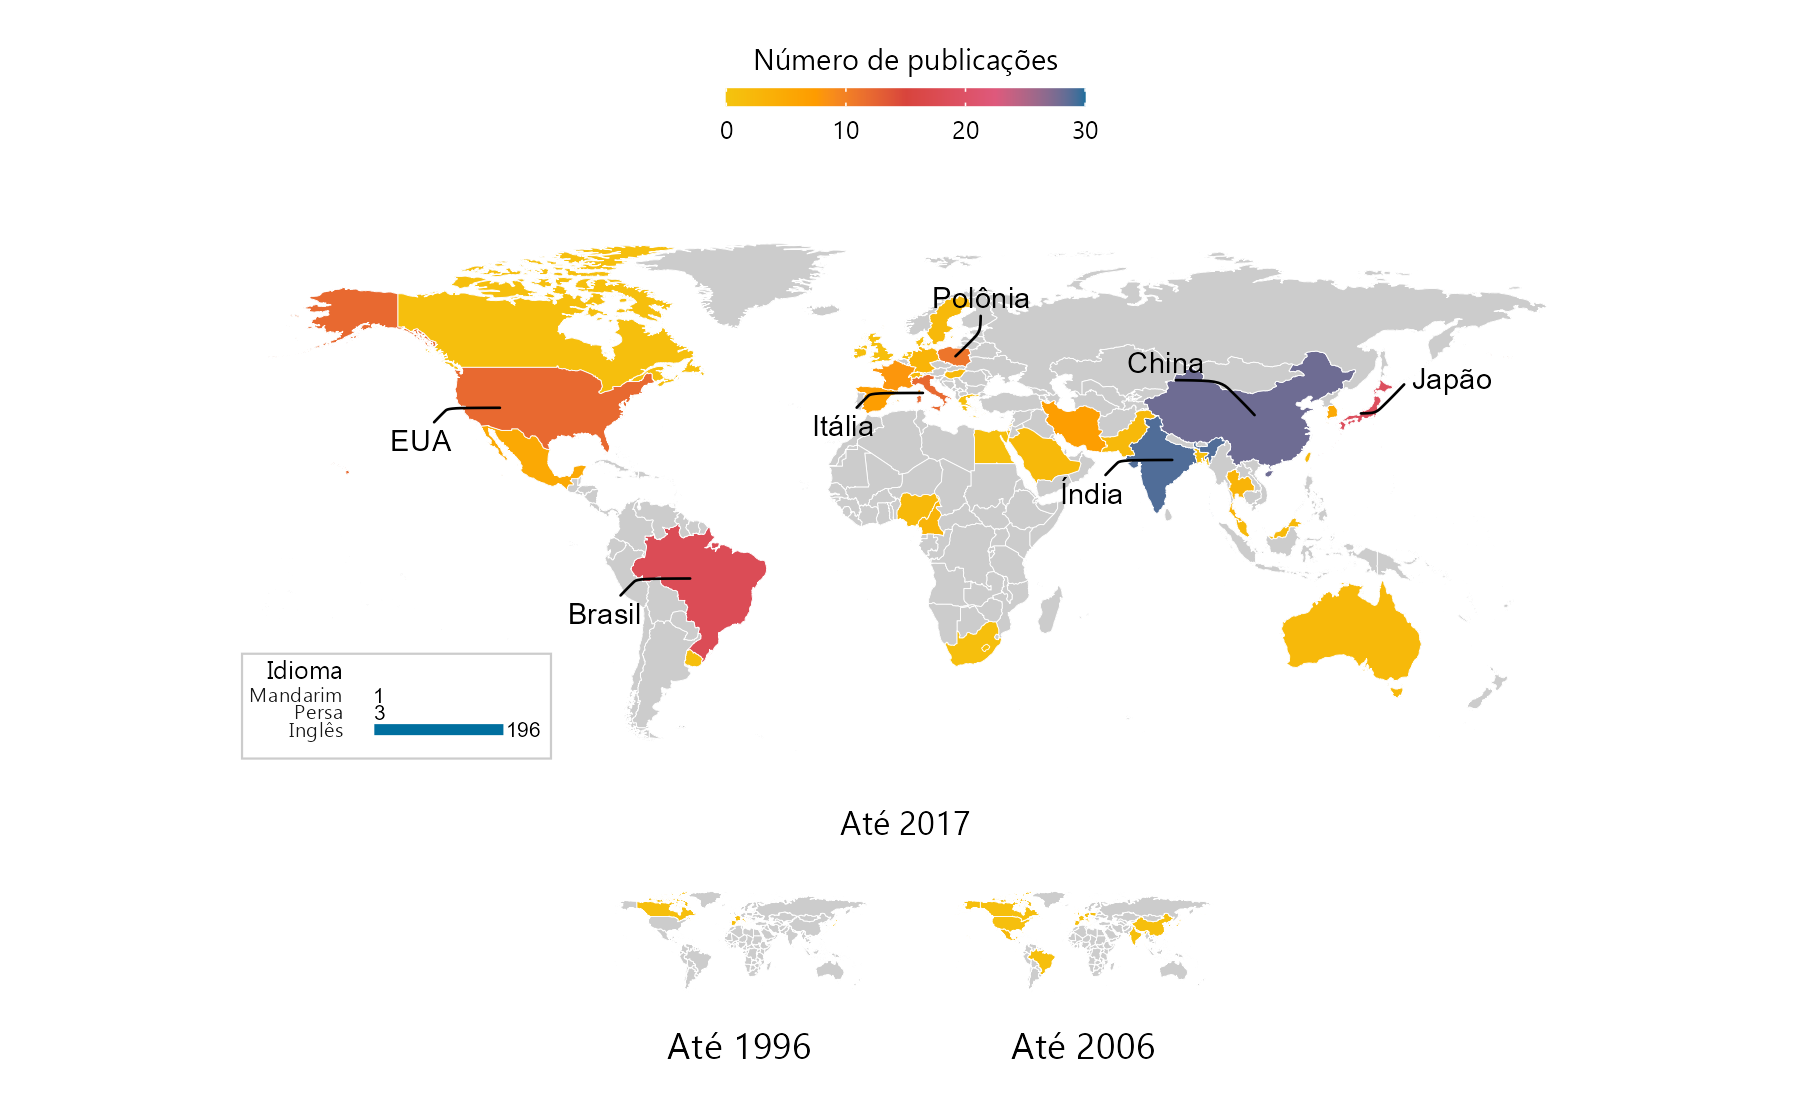 Número de publicações
0 10 20 30
Polônia
China
Japão
EUA
Itália
Índia
Brasil
Idioma
Mandarim 1
Persa 3
Inglês 196
Até 2017
Até 1996 Até 2006